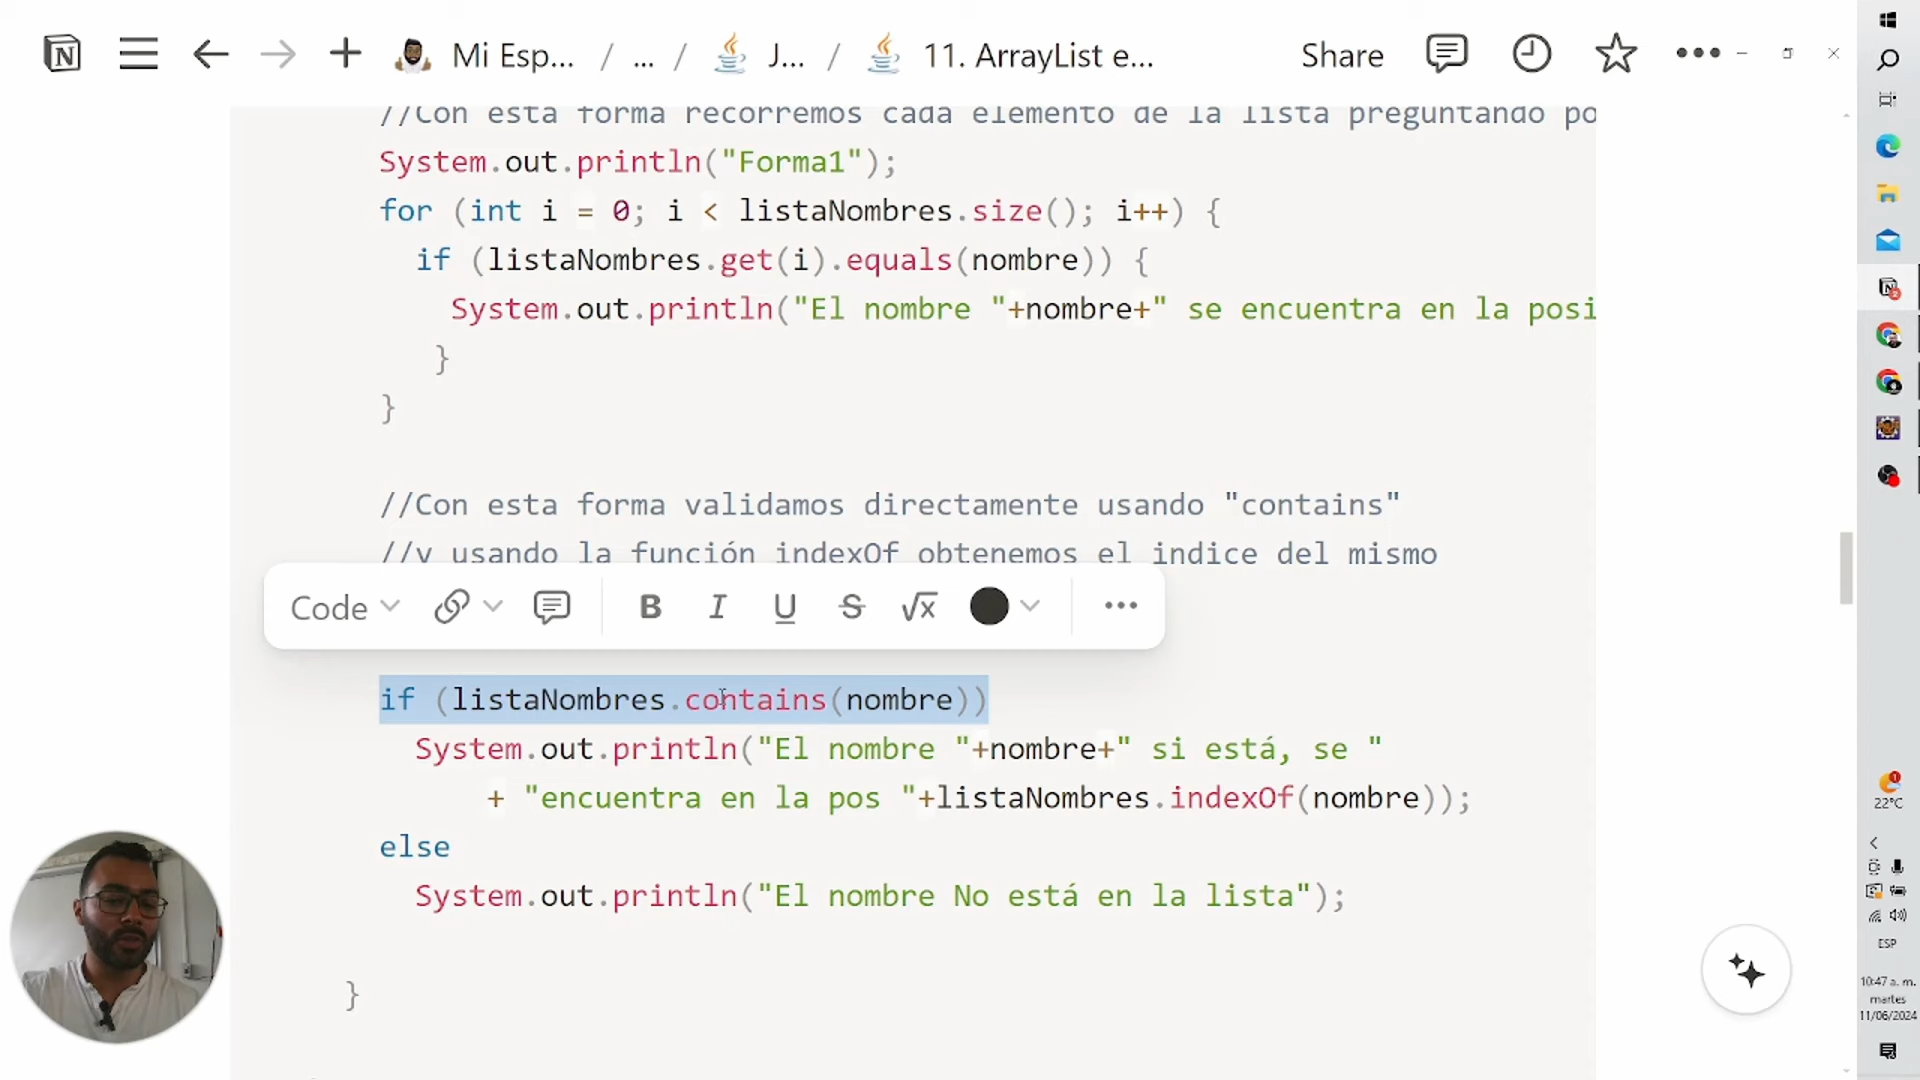 Mi Esp... / ... / J... / 11. ArrayList e...
Share
//Con esta forma recorremos cada elemento de la lista preguntando po
System.out.println("Forma1");
for (int i = 0; i < listaNombres.size(); i++) {
if (listaNombres.get(i).equals(nombre)) {
System.out.println("El nombre "+nombre+" se encuentra en la posi
}
}
//Con esta forma validamos directamente usando "contains"
//y usando la función indexOf obtenemos el indice del mismo
Code
B I U S √x
if (listaNombres.contains(nombre))
System.out.println("El nombre "+nombre+" si está, se "
+ "encuentra en la pos "+listaNombres.indexOf(nombre));
else
System.out.println("El nombre No está en la lista");
}
22°C
ESP
10:47 a. m.
martes
11/06/2024